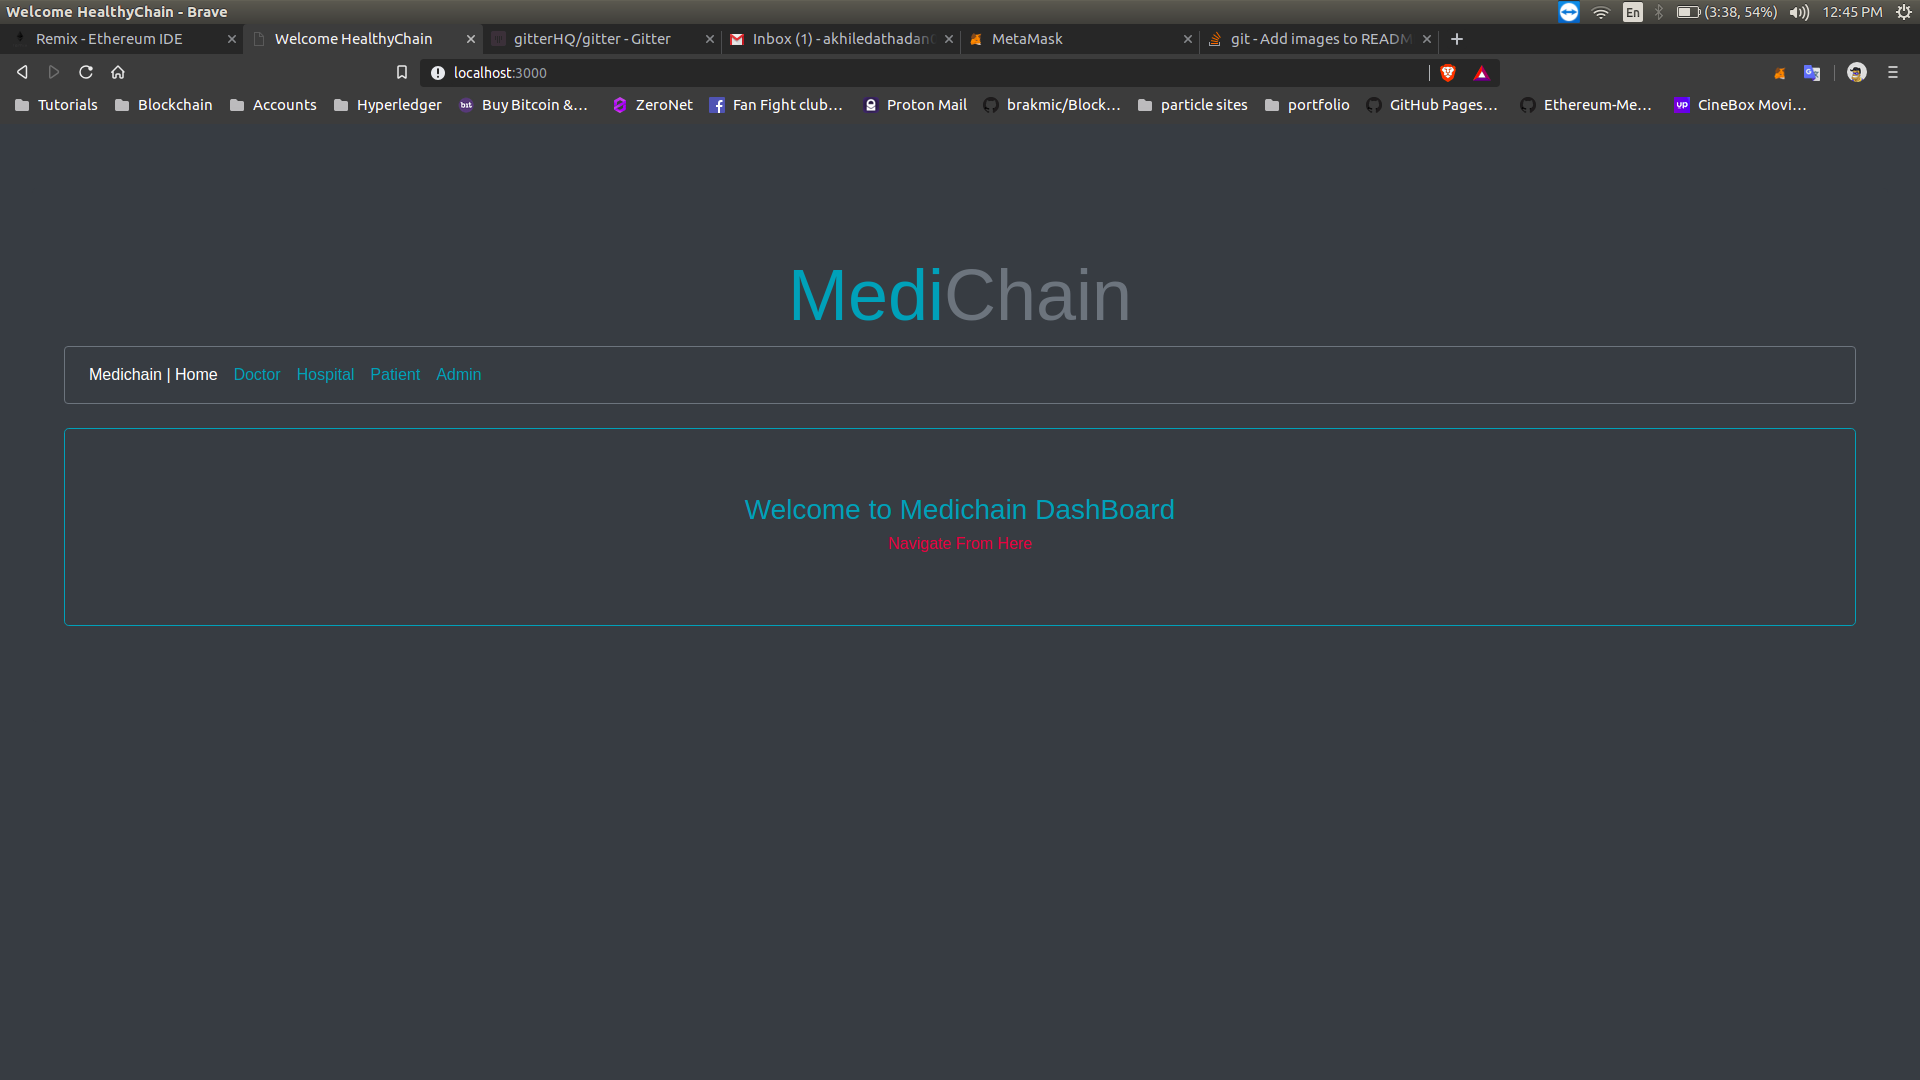 Welcome HealthyChain - Brave
En (3:38, 54%) 12:45 PM
Remix - Ethereum IDE Welcome HealthyChain gitterHQ/gitter - Gitter Inbox (1) - akhiledathadan MetaMask git - Add images to READM
localhost:3000
Tutorials Blockchain Accounts Hyperledger bit Buy Bitcoin &... ZeroNet Fan Fight club... Proton Mail brakmic/Block... particle sites portfolio GitHub Pages... Ethereum-Me... up CineBox Movi...
MediChain
Medichain | Home Doctor Hospital Patient Admin
Welcome to Medichain DashBoard
Navigate From Here